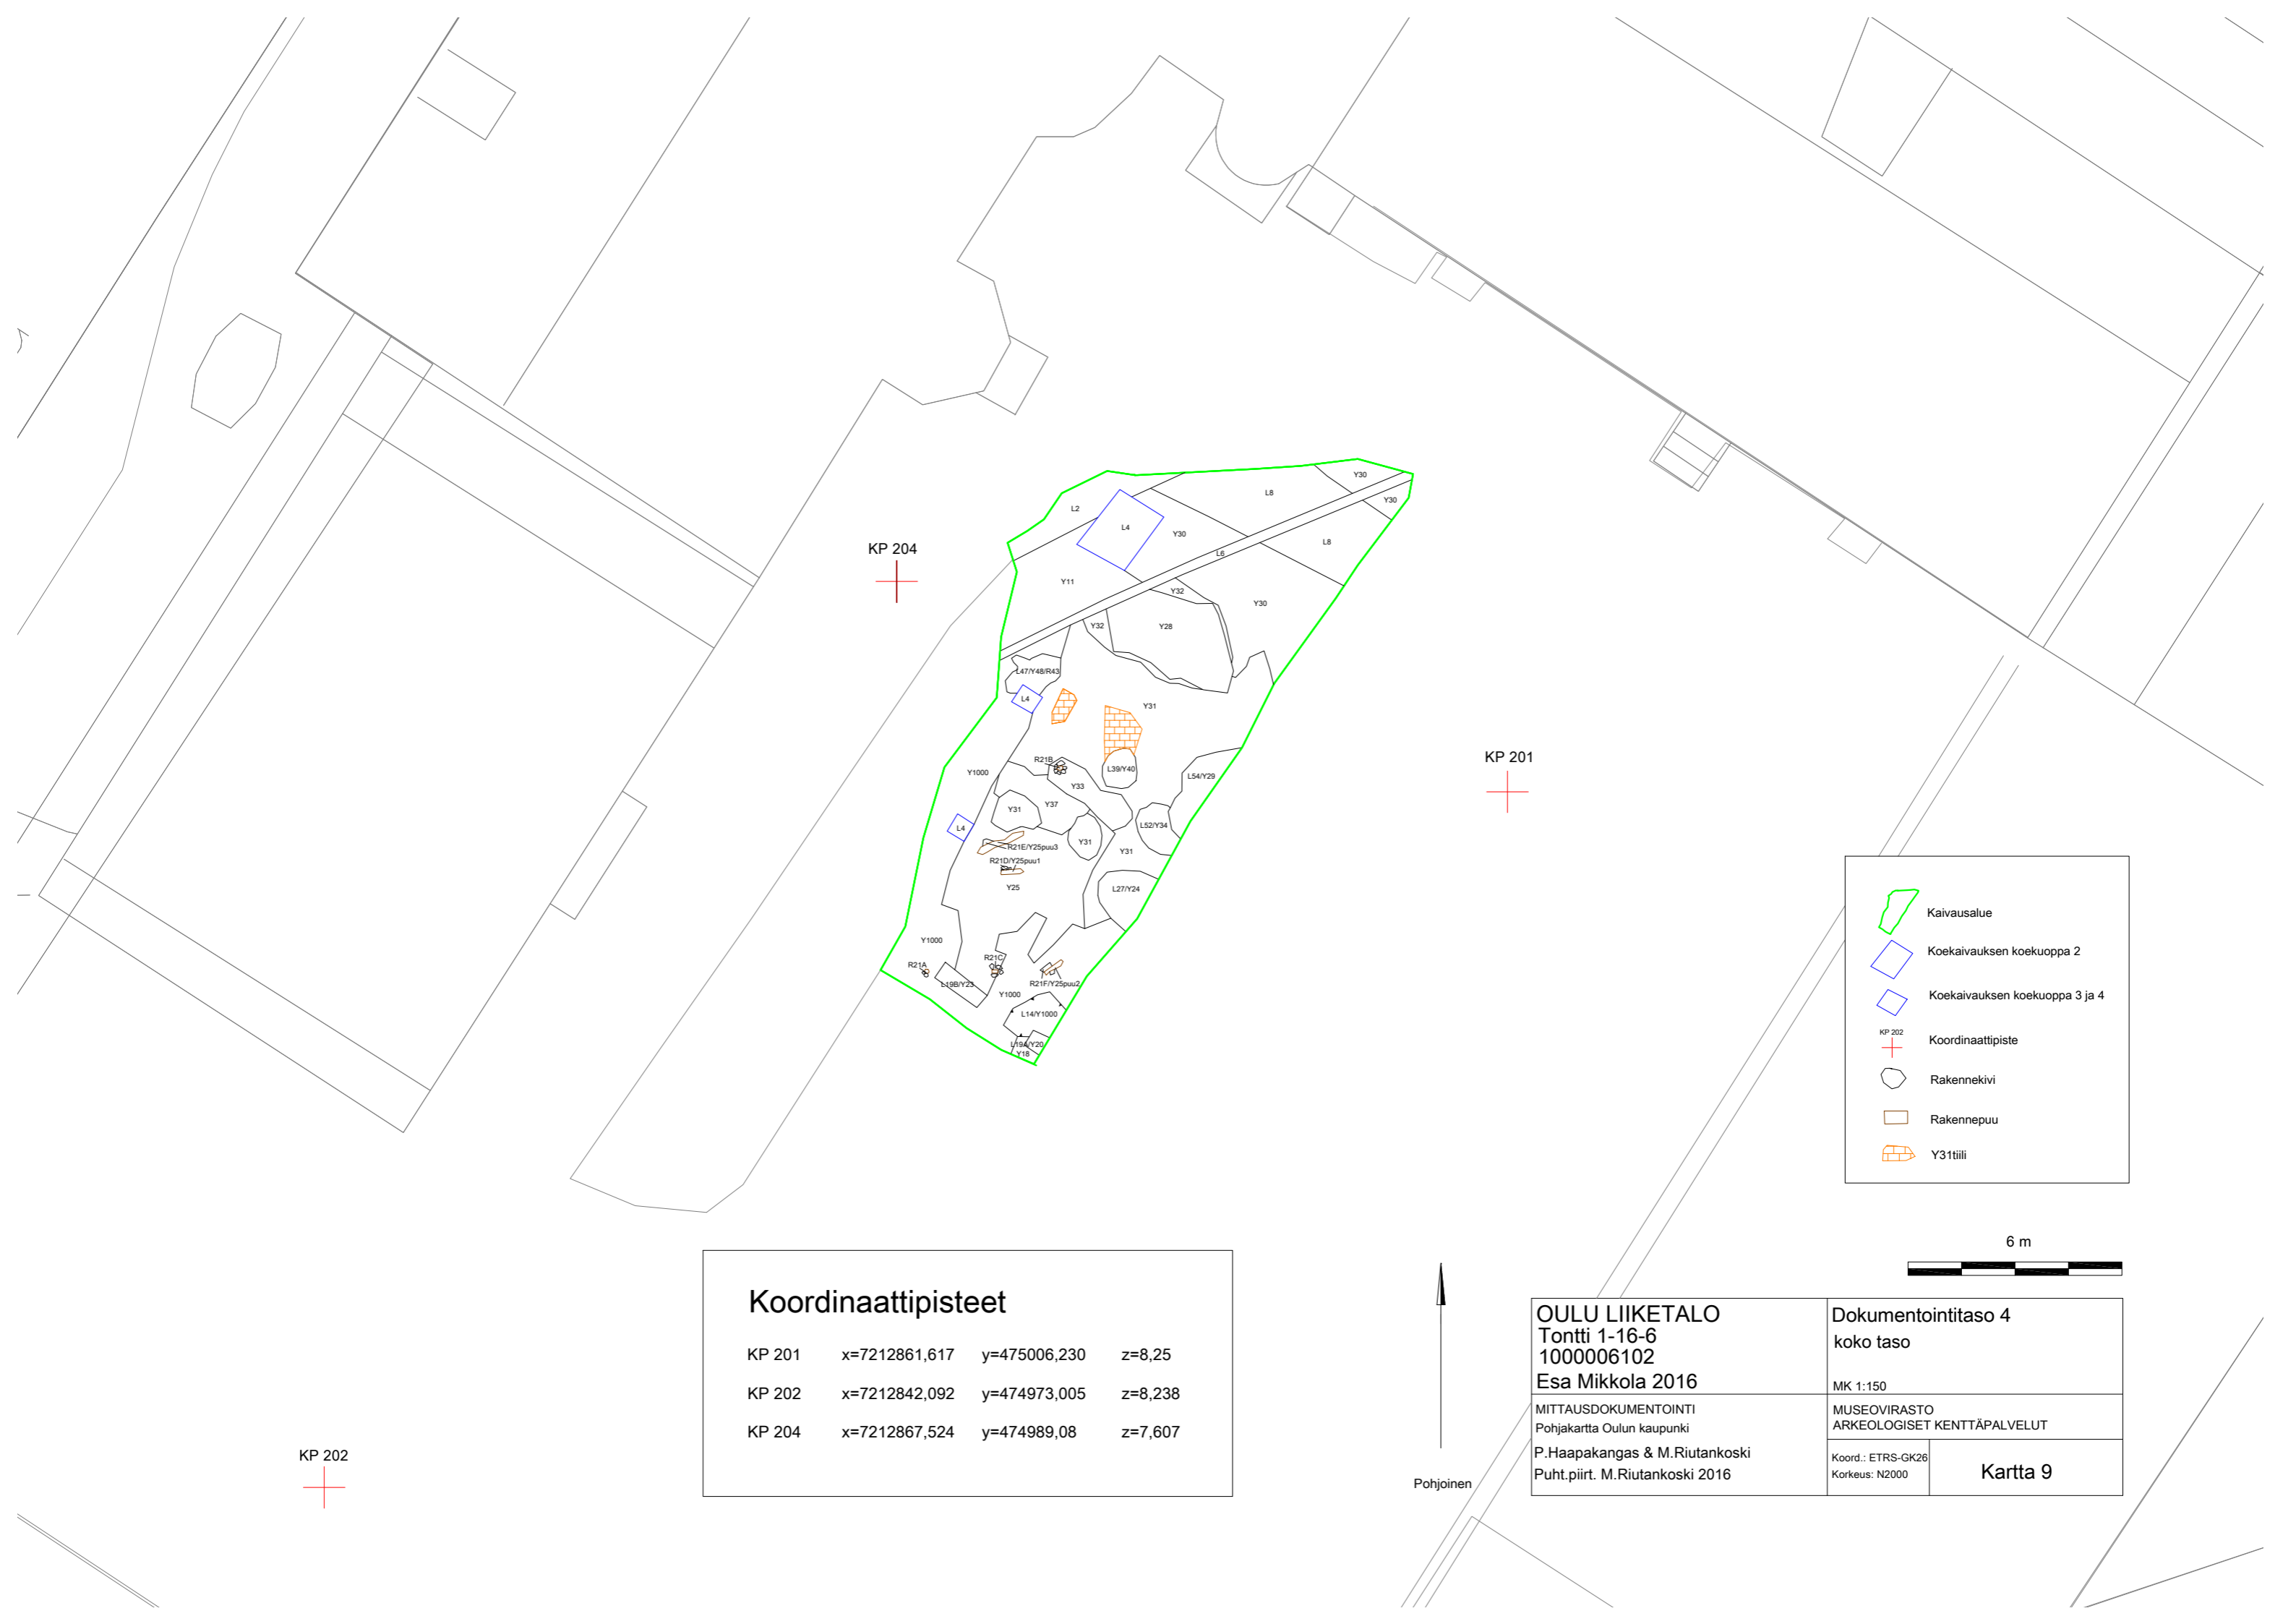 Y30
L8
Y30
L2
L4
Y30
L8
KP 204
L6
Y11
Y32
Y30
Y32
Y28
L47/Y48/R43
L4
Y31
KP 201
R21B
L39/Y40
Y1000
L54/Y29
Y33
Y31
Y37
L4
L52/Y34
Y31
R21E/Y25puu3
Y31
R21D/Y25puu1
Y25
L27/Y24
Y1000
R21A
R21C
L19B/Y23
R21F/Y25puu2
Y1000
L14/Y1000
L19A/Y20
Y18
Kaivausalue
Koekaivauksen koekuoppa 2
Koekaivauksen koekuoppa 3 ja 4
KP 202
Koordinaattipiste
Rakennekivi
Rakennepuu
Y31tiili
6 m
Koordinaattipisteet
KP 201 x=7212861,617 y=475006,230 z=8,25
KP 202 x=7212842,092 y=474973,005 z=8,238
KP 204 x=7212867,524 y=474989,08 z=7,607
KP 202
Pohjoinen
OULU LIIKETALO
Tontti 1-16-6
1000006102
Esa Mikkola 2016
Dokumentointitaso 4
koko taso
MK 1:150
MITTAUSDOKUMENTOINTI
Pohjakartta Oulun kaupunki
P.Haapakangas & M.Riutankoski
Puht.piirt. M.Riutankoski 2016
MUSEOVIRASTO
ARKEOLOGISET KENTTÄPALVELUT
Koord.: ETRS-GK26
Korkeus: N2000
Kartta 9